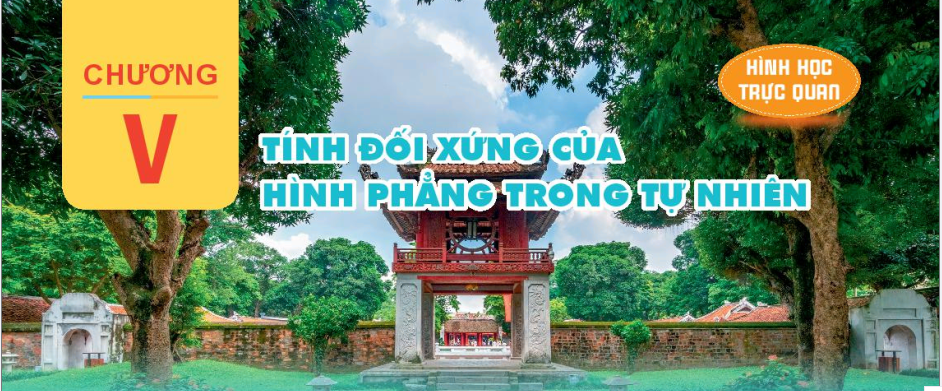 CHƯƠNG
V
HÌNH HỌC
TRỰC QUAN
TÍNH ĐỐI XỨNG CỦA
HÌNH PHẲNG TRONG TỰ NHIÊN